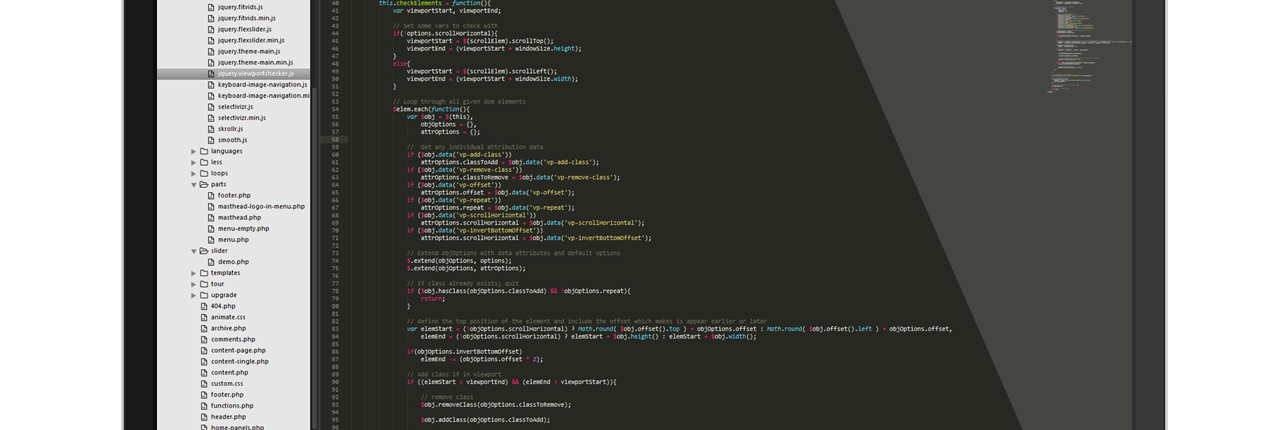 jquery.fitvids.js
jquery.fitvids.min.js
jquery.flexslider.js
jquery.flexslider.min.js
jquery.theme-main.js
jquery.theme-main.min.js
jquery.viewportchecker.js
keyboard-image-navigation.js
keyboard-image-navigation.mi
selectivizr.js
selectivizr.min.js
skrollr.js
smooth.js
languages
less
loops
parts
footer.php
masthead-logo-in-menu.php
masthead.php
menu-empty.php
menu.php
slider
demo.php
templates
tour
upgrade
404.php
animate.css
archive.php
comments.php
content-page.php
content-single.php
content.php
custom.css
footer.php
functions.php
header.php
home-panels.php
40 this.checkElements = function(){
41 var viewportStart, viewportEnd;
42
43 // Set some vars to check with
44 if(!options.scrollHorizontal){
45 viewportStart = $(scrollElem).scrollTop();
46 viewportEnd = (viewportStart + windowSize.height);
47 }
48 else{
49 viewportStart = $(scrollElem).scrollLeft();
50 viewportEnd = (viewportStart + windowSize.width);
51 }
52
53 // Loop through all given dom elements
54 $elem.each(function(){
55 var $obj = $(this),
56 objOptions = {},
57 attrOptions = {};
58
59 // Get any individual attribution data
60 if ($obj.data('vp-add-class'))
61 attrOptions.classToAdd = $obj.data('vp-add-class');
62 if ($obj.data('vp-remove-class'))
63 attrOptions.classToRemove = $obj.data('vp-remove-class');
64 if ($obj.data('vp-offset'))
65 attrOptions.offset = $obj.data('vp-offset');
66 if ($obj.data('vp-repeat'))
67 attrOptions.repeat = $obj.data('vp-repeat');
68 if ($obj.data('vp-scrollHorizontal'))
69 attrOptions.scrollHorizontal = $obj.data('vp-scrollHorizontal');
70 if ($obj.data('vp-invertBottomOffset'))
71 attrOptions.scrollHorizontal = $obj.data('vp-invertBottomOffset');
72
73 // Extend objOptions with data attributes and default options
74 $.extend(objOptions, options);
75 $.extend(objOptions, attrOptions);
76
77 // If class already exists; quit
78 if ($obj.hasClass(objOptions.classToAdd) && !objOptions.repeat){
79 return;
80 }
81
82 // define the top position of the element and include the offset which makes is appear earlier or later
83 var elemStart = (!objOptions.scrollHorizontal) ? Math.round( $obj.offset().top ) + objOptions.offset : Math.round( $obj.offset().left ) + objOptions.offset,
84 elemEnd = (!objOptions.scrollHorizontal) ? elemStart + $obj.height() : elemStart + $obj.width();
85
86 if(objOptions.invertBottomOffset)
87 elemEnd -= (objOptions.offset * 2);
88
89 // Add class if in viewport
90 if ((elemStart < viewportEnd) && (elemEnd > viewportStart)){
91
92 // remove class
93 $obj.removeClass(objOptions.classToRemove);
94
95 $obj.addClass(objOptions.classToAdd);
96